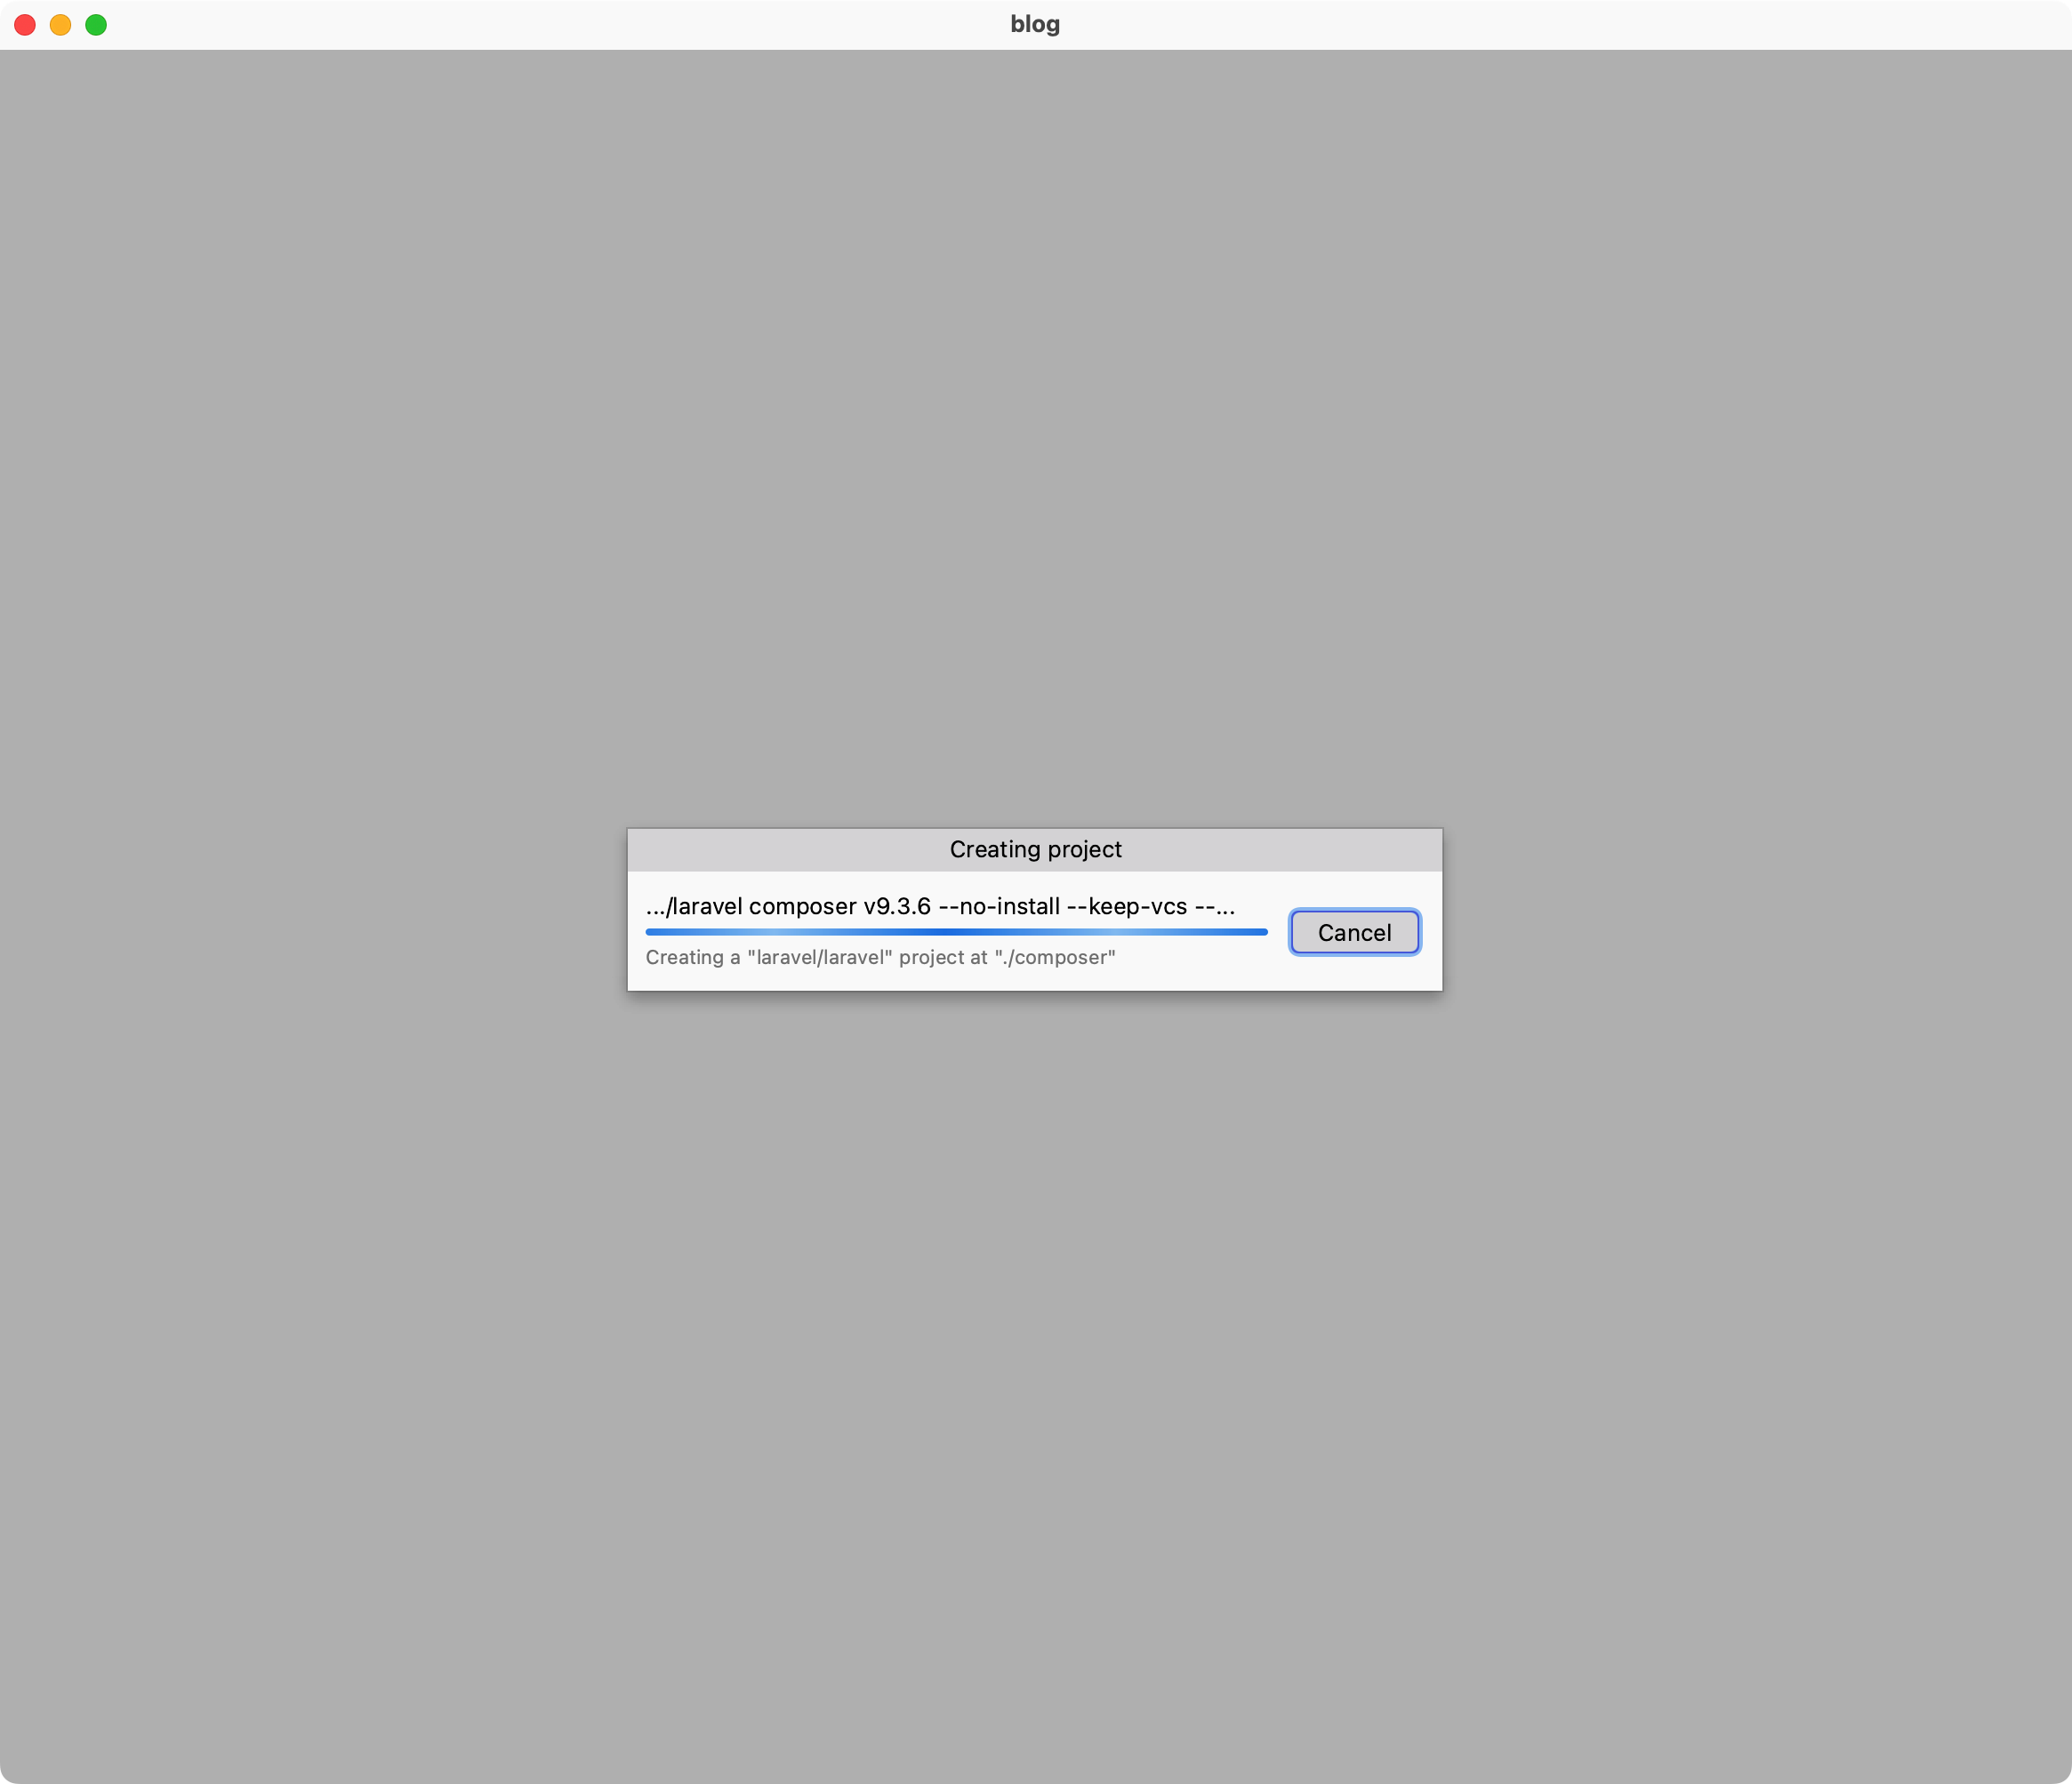 blog
Creating project
.../laravel composer v9.3.6 --no-install --keep-vcs --...
Cancel
Creating a "laravel/laravel" project at "./composer"